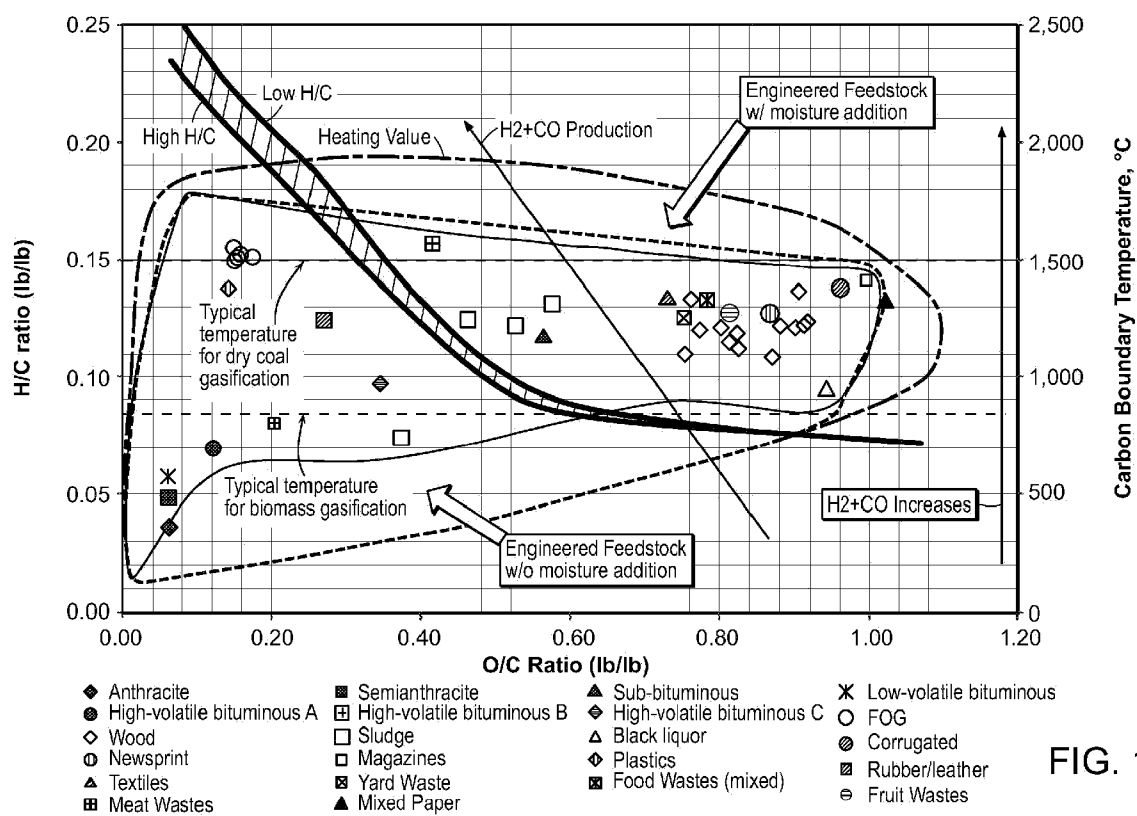 0.25
0.20
0.15
0.10
0.05
0.00
H/C ratio (lb/lb)
2,500
2,000
1,500
1,000
500
0
Carbon Boundary Temperature, °C
Low H/C
High H/C
Heating Value
H2+CO Production
Engineered Feedstock
w/ moisture addition
Typical
temperature
for dry coal
gasification
Typical temperature
for biomass gasification
H2+CO Increases
Engineered Feedstock
w/o moisture addition
0.00 0.20 0.40 0.60 0.80 1.00 1.20
O/C Ratio (lb/lb)
Anthracite Semianthracite Sub-bituminous Low-volatile bituminous
High-volatile bituminous A High-volatile bituminous B High-volatile bituminous C FOG
Wood Sludge Black liquor Corrugated
Newsprint Magazines Plastics Rubber/leather
Textiles Yard Waste Food Wastes (mixed) Fruit Wastes
Meat Wastes Mixed Paper
FIG.